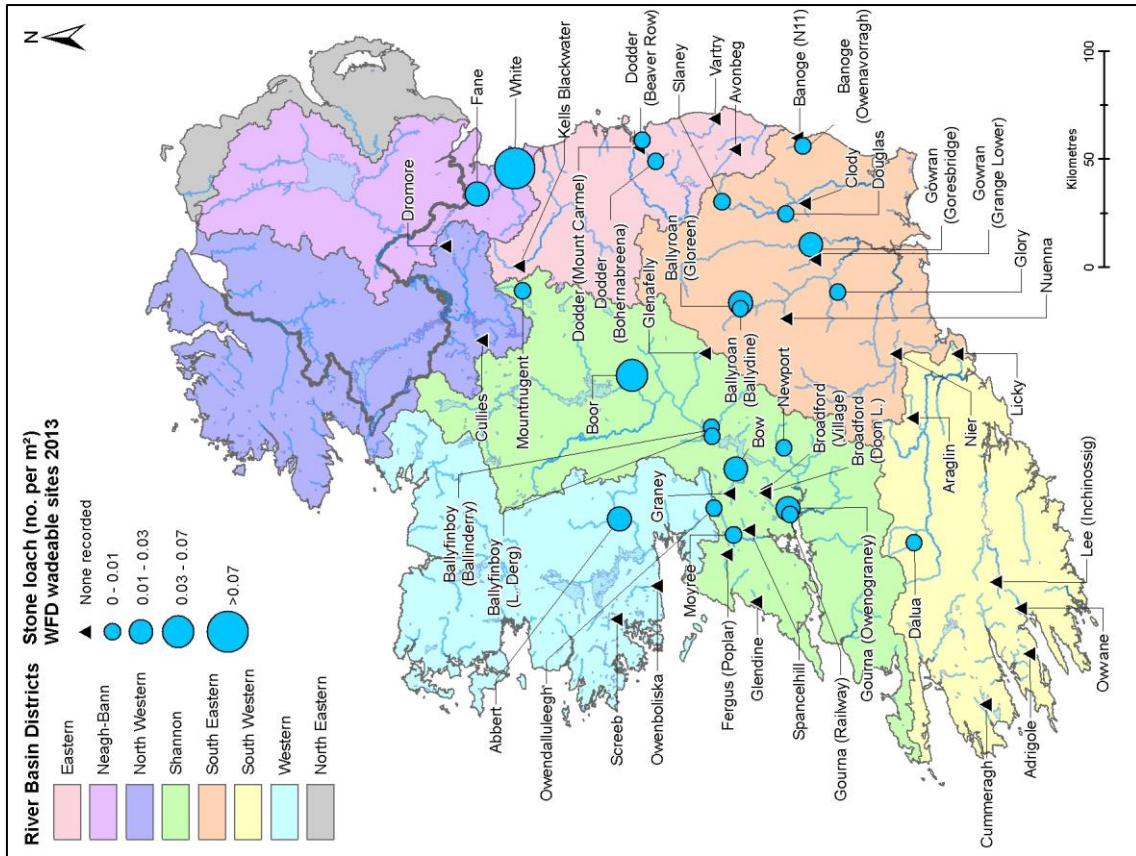 River Basin Districts
Eastern
Neagh-Bann
North Western
Shannon
South Eastern
South Western
Western
North Eastern
Stone loach (no. per m²)
WFD wadeable sites 2013
None recorded
0 - 0.01
0.01 - 0.03
0.03 - 0.07
>0.07
N
Fane
White
Kells Blackwater
Dromore
Dodder (Mount Carmel)
Dodder
(Beaver Row)
Dodder
(Bohernabreena)
Slaney
Vartry
Avonbeg
Banoge (N11)
Banoge
(Owenavorragh)
Clody
Douglas
Gowran
(Goresbridge)
Gowran
(Grange Lower)
Glory
Nuenna
Ballyroan
(Gloreen)
Glenafelly
Ballyroan
(Ballydine)
Newport
Cullies
Mountnugent
Boor
Ballyfinboy
(Ballinderry)
Ballyfinboy
(L. Derg)
Graney
Bow
Broadford
(Village)
Broadford
(Doon L.)
Abbert
Owendalluleegh
Screeb
Owenboliska
Moyree
Fergus (Poplar)
Glendine
Spancelhill
Gourna (Railway)
Gourna (Owenogarney)
Dalua
Araglin
Nier
Licky
Lee (Inchinossig)
Owvane
Adrigole
Cummeragh
0
50
100
Kilometres